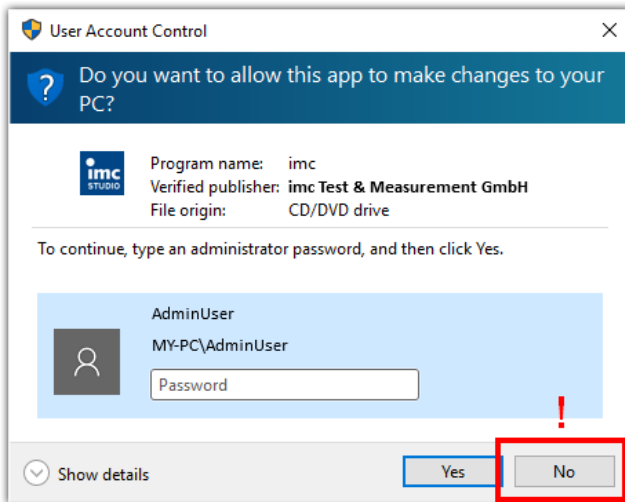 User Account Control
Do you want to allow this app to make changes to your
PC?
imc
STUDIO
Program name: imc
Verified publisher: imc Test & Measurement GmbH
File origin: CD/DVD drive
To continue, type an administrator password, and then click Yes.
AdminUser
MY-PC\AdminUser
Password
!
Show details
Yes
No